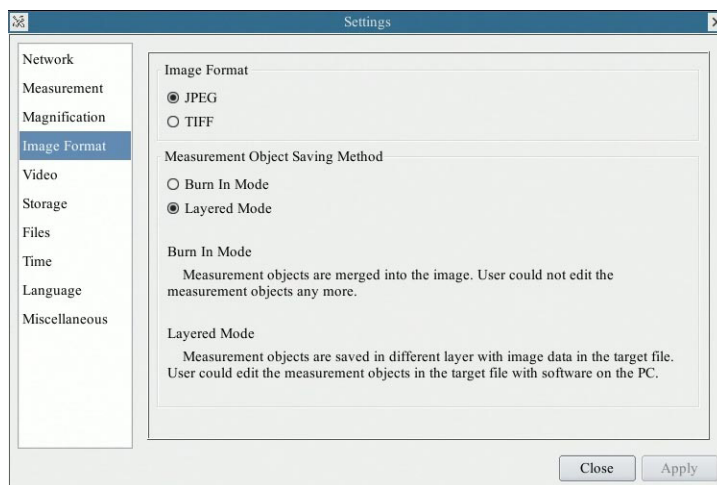 Settings
Network
Measurement
Magnification
Image Format
Video
Storage
Files
Time
Language
Miscellaneous
Image Format
JPEG
TIFF
Measurement Object Saving Method
Burn In Mode
Layered Mode
Burn In Mode
Measurement objects are merged into the image. User could not edit the
measurement objects any more.
Layered Mode
Measurement objects are saved in different layer with image data in the target file.
User could edit the measurement objects in the target file with software on the PC.
Close
Apply